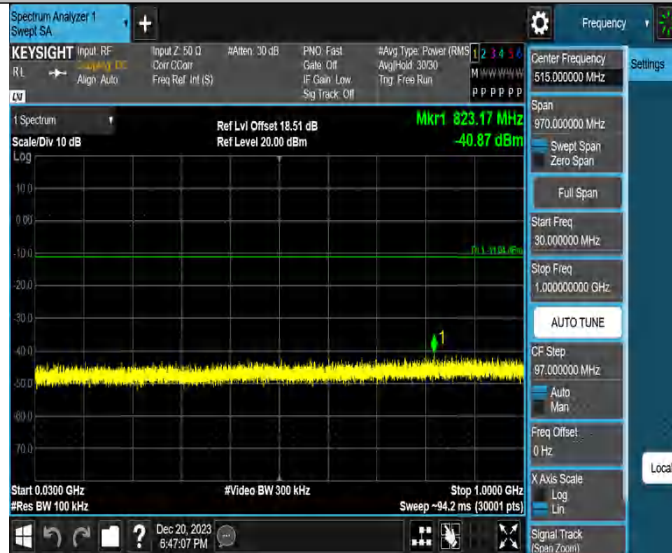 Spectrum Analyzer 1
Swept SA
+
Frequency
KEYSIGHT Input: RF
RL
Coupling: DC
Align: Auto
Input Z: 50 Ω
Corr CCorr
Freq Ref: Int (S)
#Atten: 30 dB
PNO: Fast
Gate: Off
IF Gain: Low
Sig Track: Off
#Avg Type: Power (RMS
Avg|Hold: 30/30
Trig: Free Run
1 2 3 4 5 6
M W W W W W
P P P P P P
LW
1 Spectrum
Scale/Div 10 dB
Log
Ref Lvl Offset 18.51 dB
Ref Level 20.00 dBm
Mkr1 823.17 MHz
-40.87 dBm
10.0
0.00
-10.0
-20.0
-30.0
-40.0
-50.0
-60.0
-70.0
1
Start 0.0300 GHz
#Res BW 100 kHz
#Video BW 300 kHz
Stop 1.0000 GHz
Sweep ~94.2 ms (30001 pts)
Dec 20, 2023
6:47:07 PM
Center Frequency
515.000000 MHz
Span
970.000000 MHz
Swept Span
Zero Span
Full Span
Start Freq
30.000000 MHz
Stop Freq
1.000000000 GHz
AUTO TUNE
CF Step
97.000000 MHz
Auto
Man
Freq Offset
0 Hz
X Axis Scale
Log
Lin
Signal Track
(Span Zoom)
Settings
Local